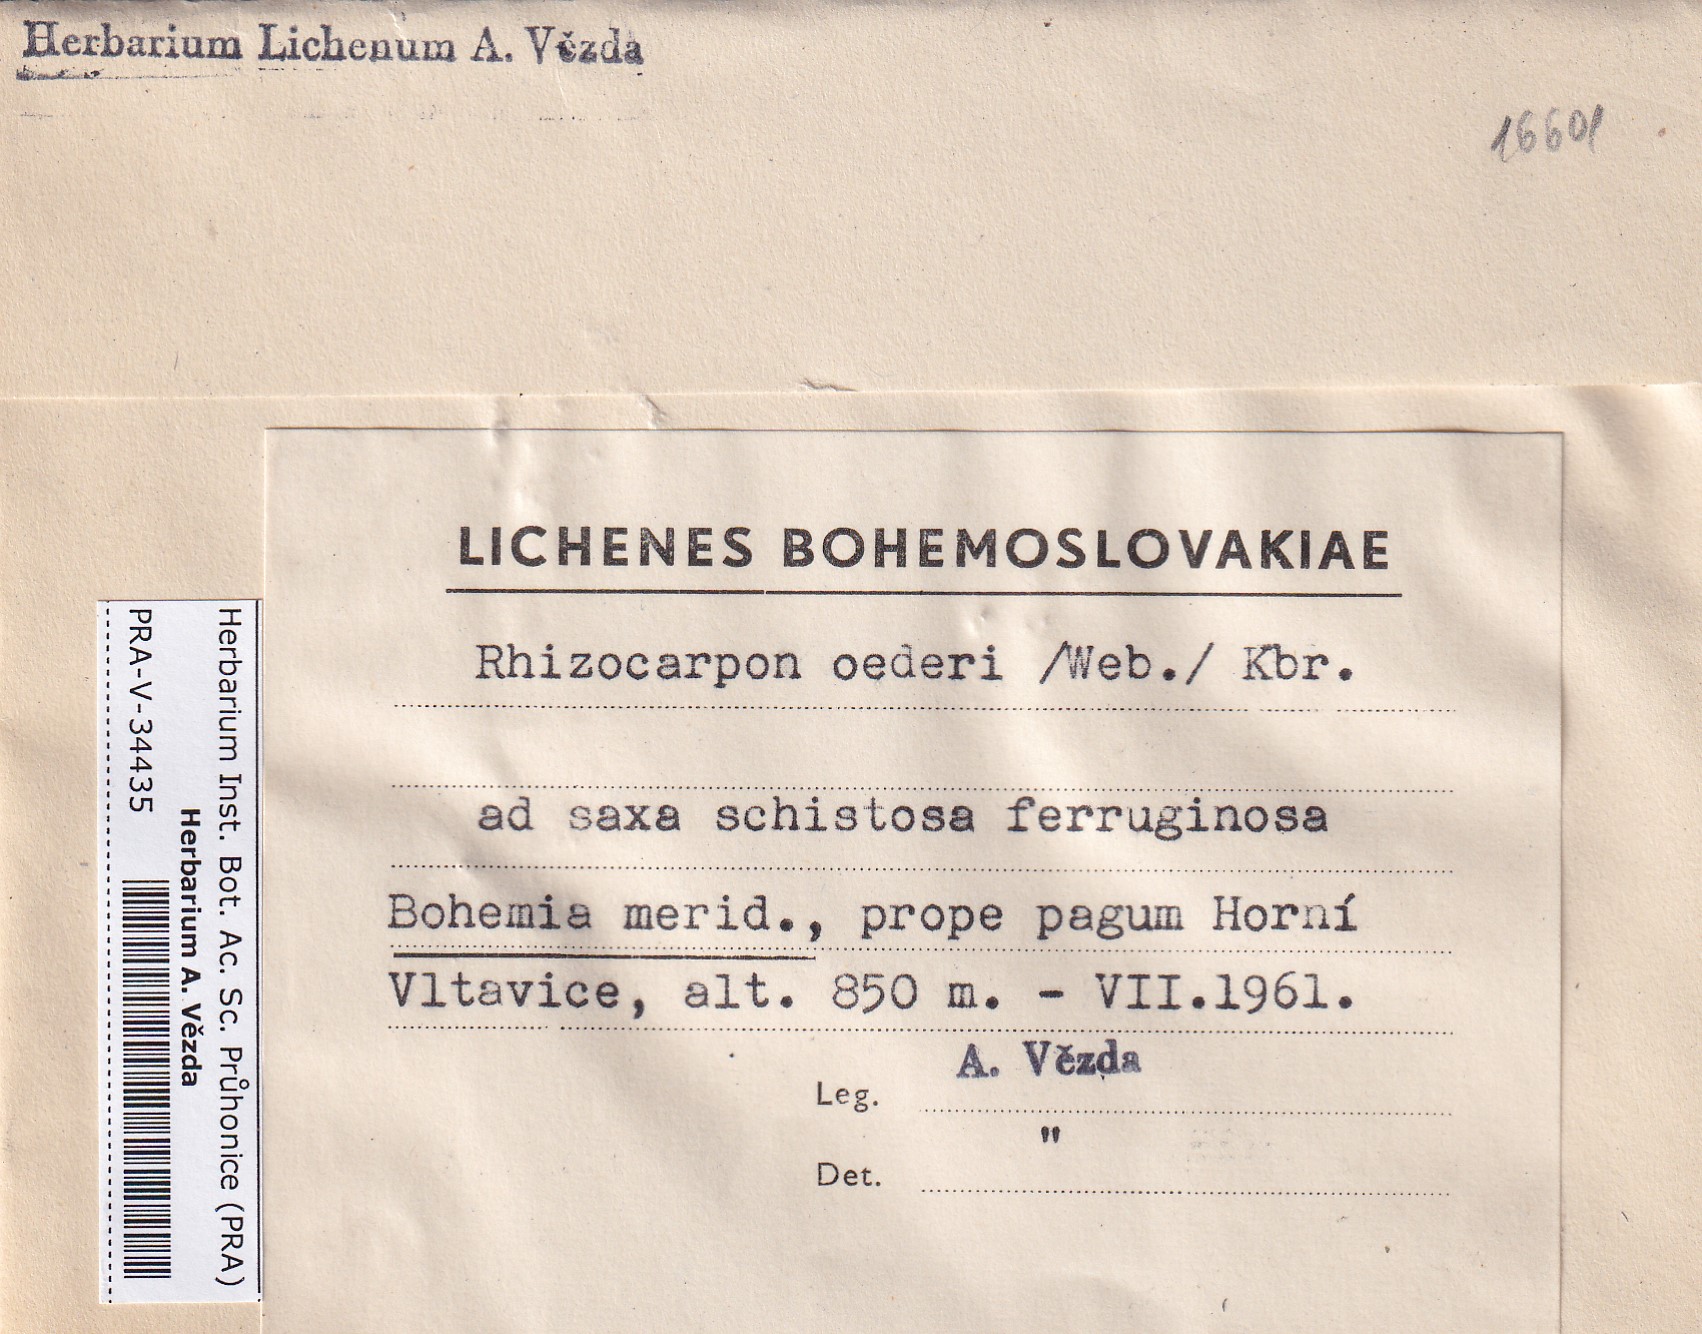 Herbarium Lichenum A. Vězda
16601
LICHENES BOHEMOSLOVAKIAE
Rhizocarpon oederi /Web./ Kbr.
ad saxa schistosa ferruginosa
Bohemia merid., prope pagum Horní
Vltavice, alt. 850 m. - VII.1961.
A. Vězda
Leg.
"
Det.
Herbarium Inst. Bot. Ac. Sc. Průhonice (PRA)
Herbarium A. Vězda
PRA-V-34435